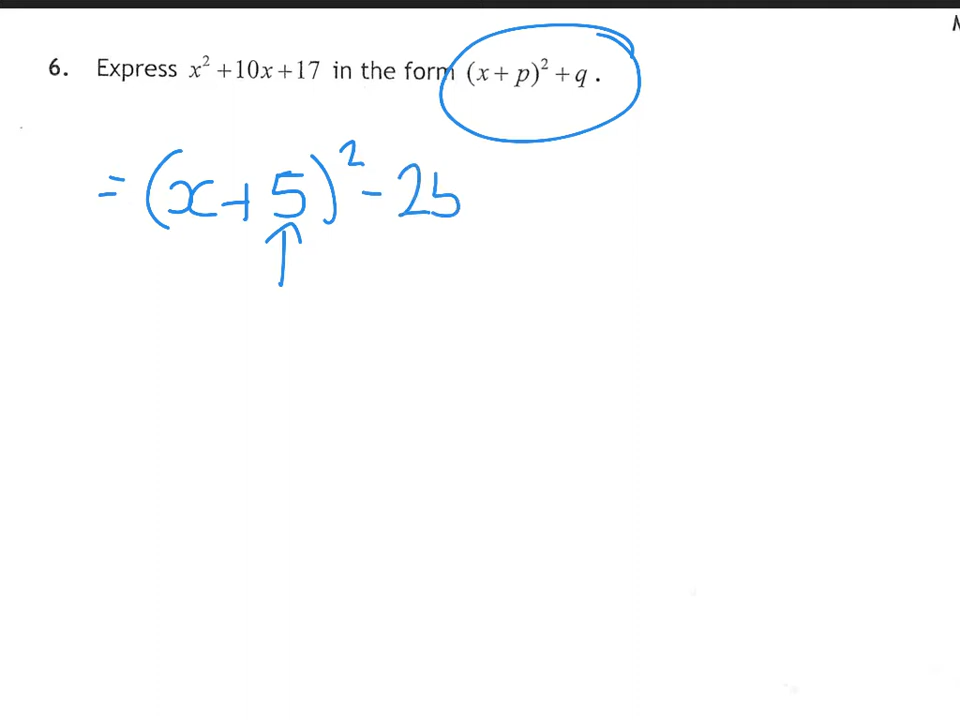 6. Express x² +10x+17 in the form (x+p)² +q .
= (x+5)² - 25